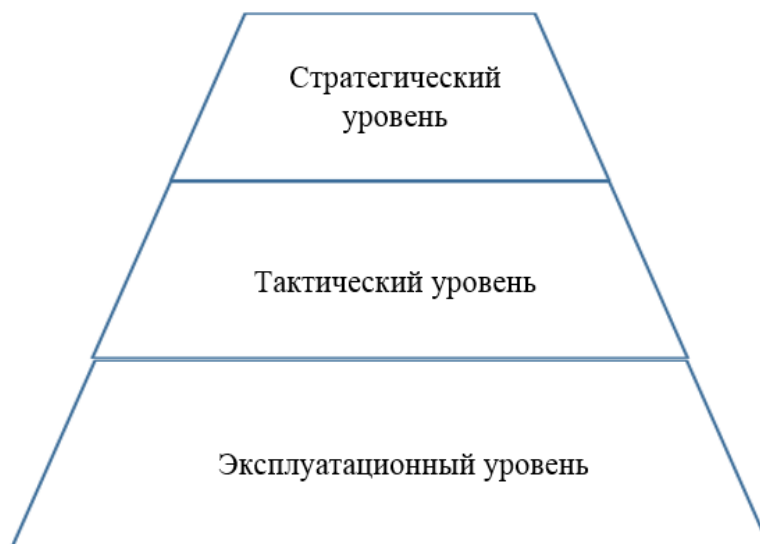 Стратегический
уровень
Тактический уровень
Эксплуатационный уровень